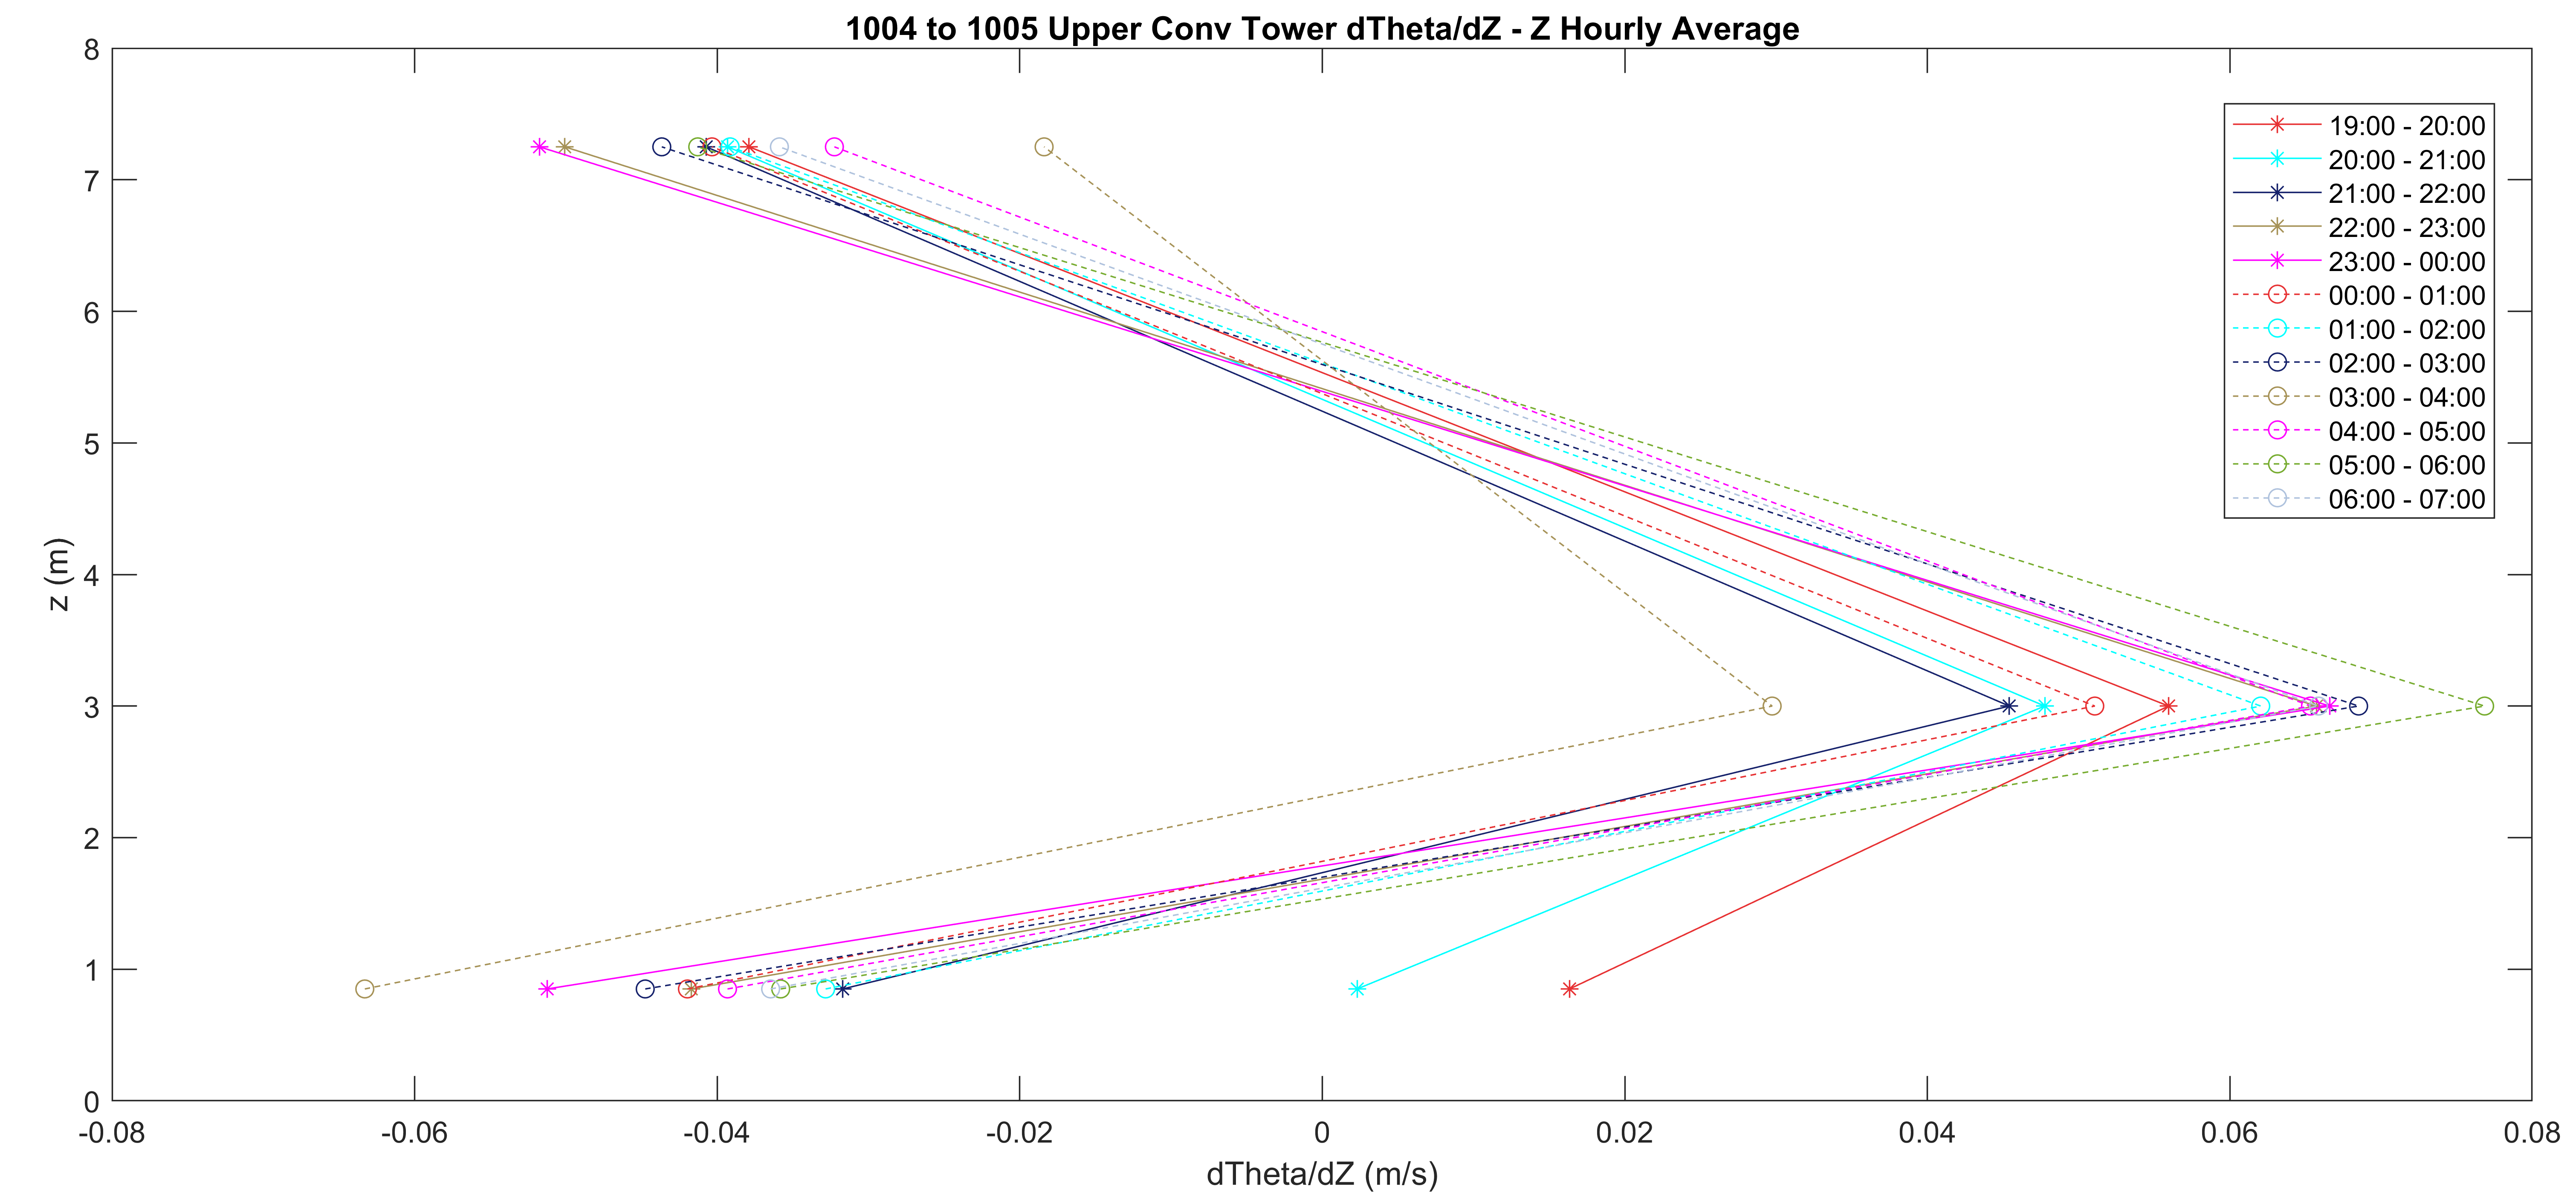 1004 to 1005 Upper Conv Tower dTheta/dZ - Z Hourly Average
8
7
6
5
4
3
2
1
0
z (m)
19:00 - 20:00
20:00 - 21:00
21:00 - 22:00
22:00 - 23:00
23:00 - 00:00
00:00 - 01:00
01:00 - 02:00
02:00 - 03:00
03:00 - 04:00
04:00 - 05:00
05:00 - 06:00
06:00 - 07:00
-0.08 -0.06 -0.04 -0.02 0 0.02 0.04 0.06 0.08
dTheta/dZ (m/s)